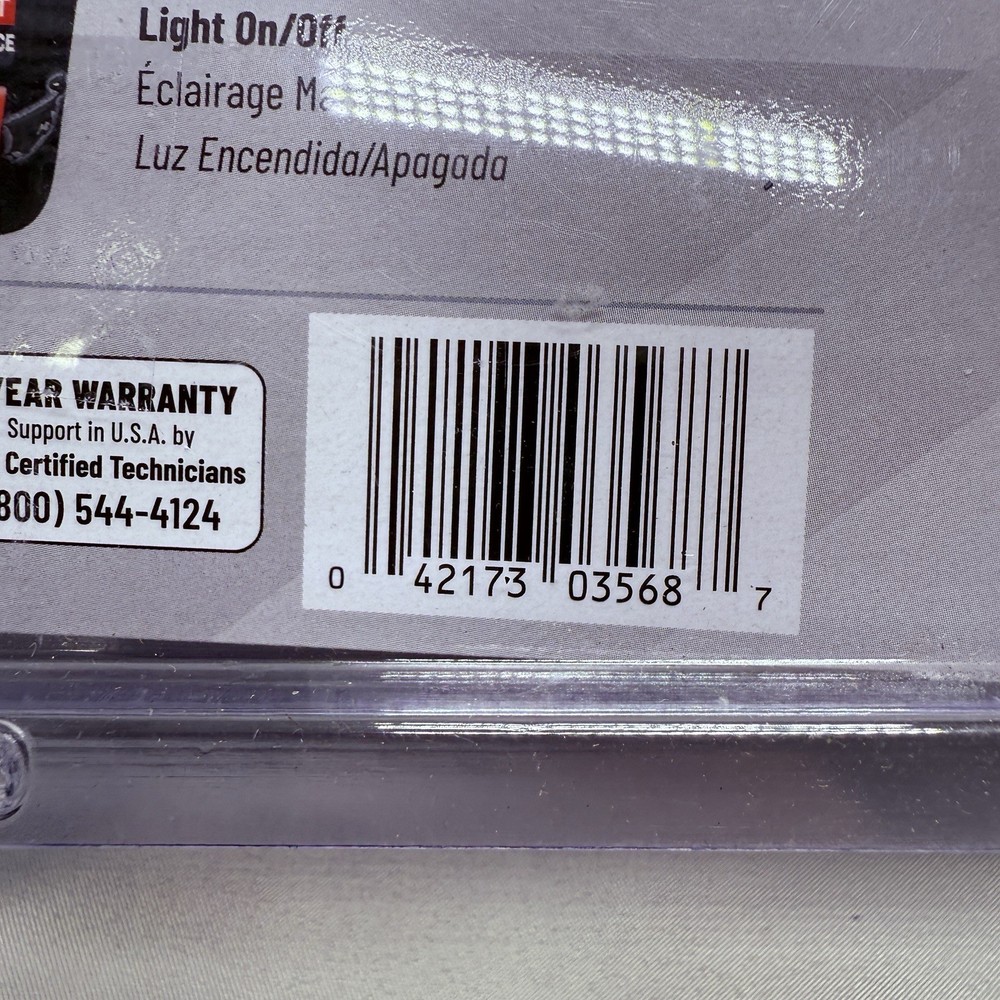 Light On/Off
Éclairage
Luz Encendida/Apagada
YEAR WARRANTY
Support in U.S.A. by
Certified Technicians
800) 544-4124
0 42173 03568 7